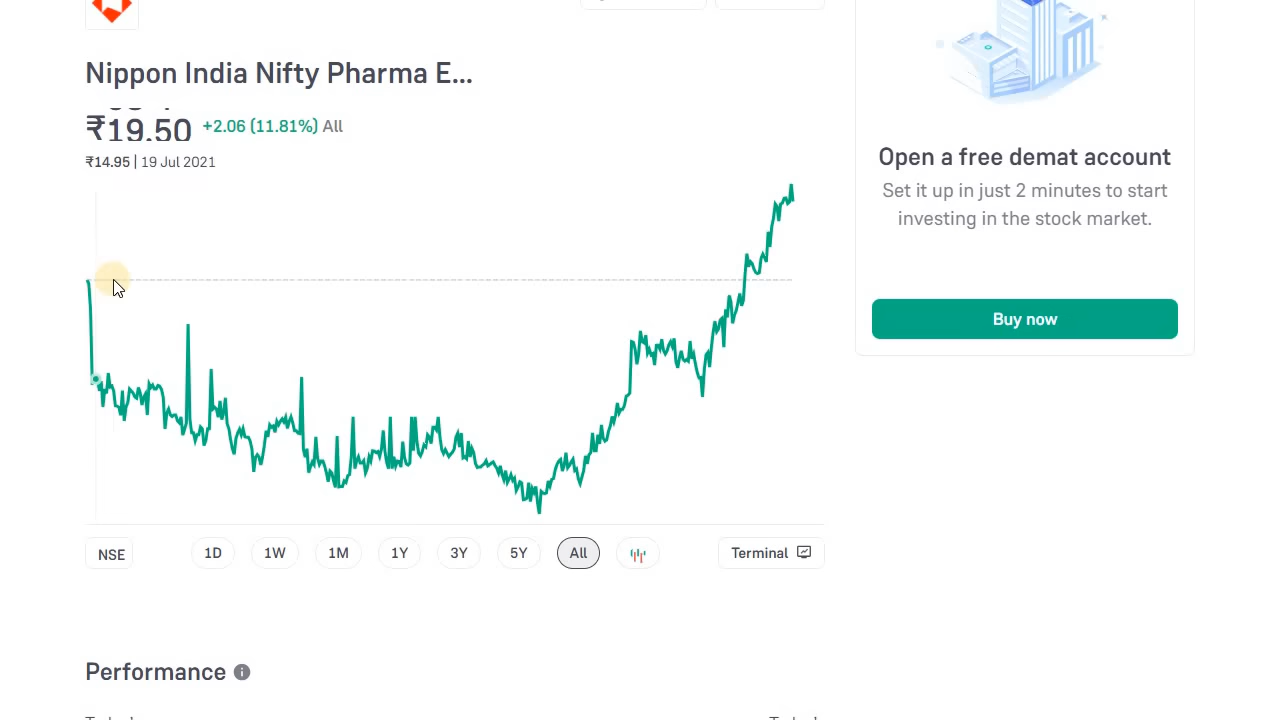 Nippon India Nifty Pharma E...
₹19.50 +2.06 (11.81%) All
₹14.95 | 19 Jul 2021
NSE
1D
1W
1M
1Y
3Y
5Y
All
Terminal
Performance
Open a free demat account
Set it up in just 2 minutes to start
investing in the stock market.
Buy now